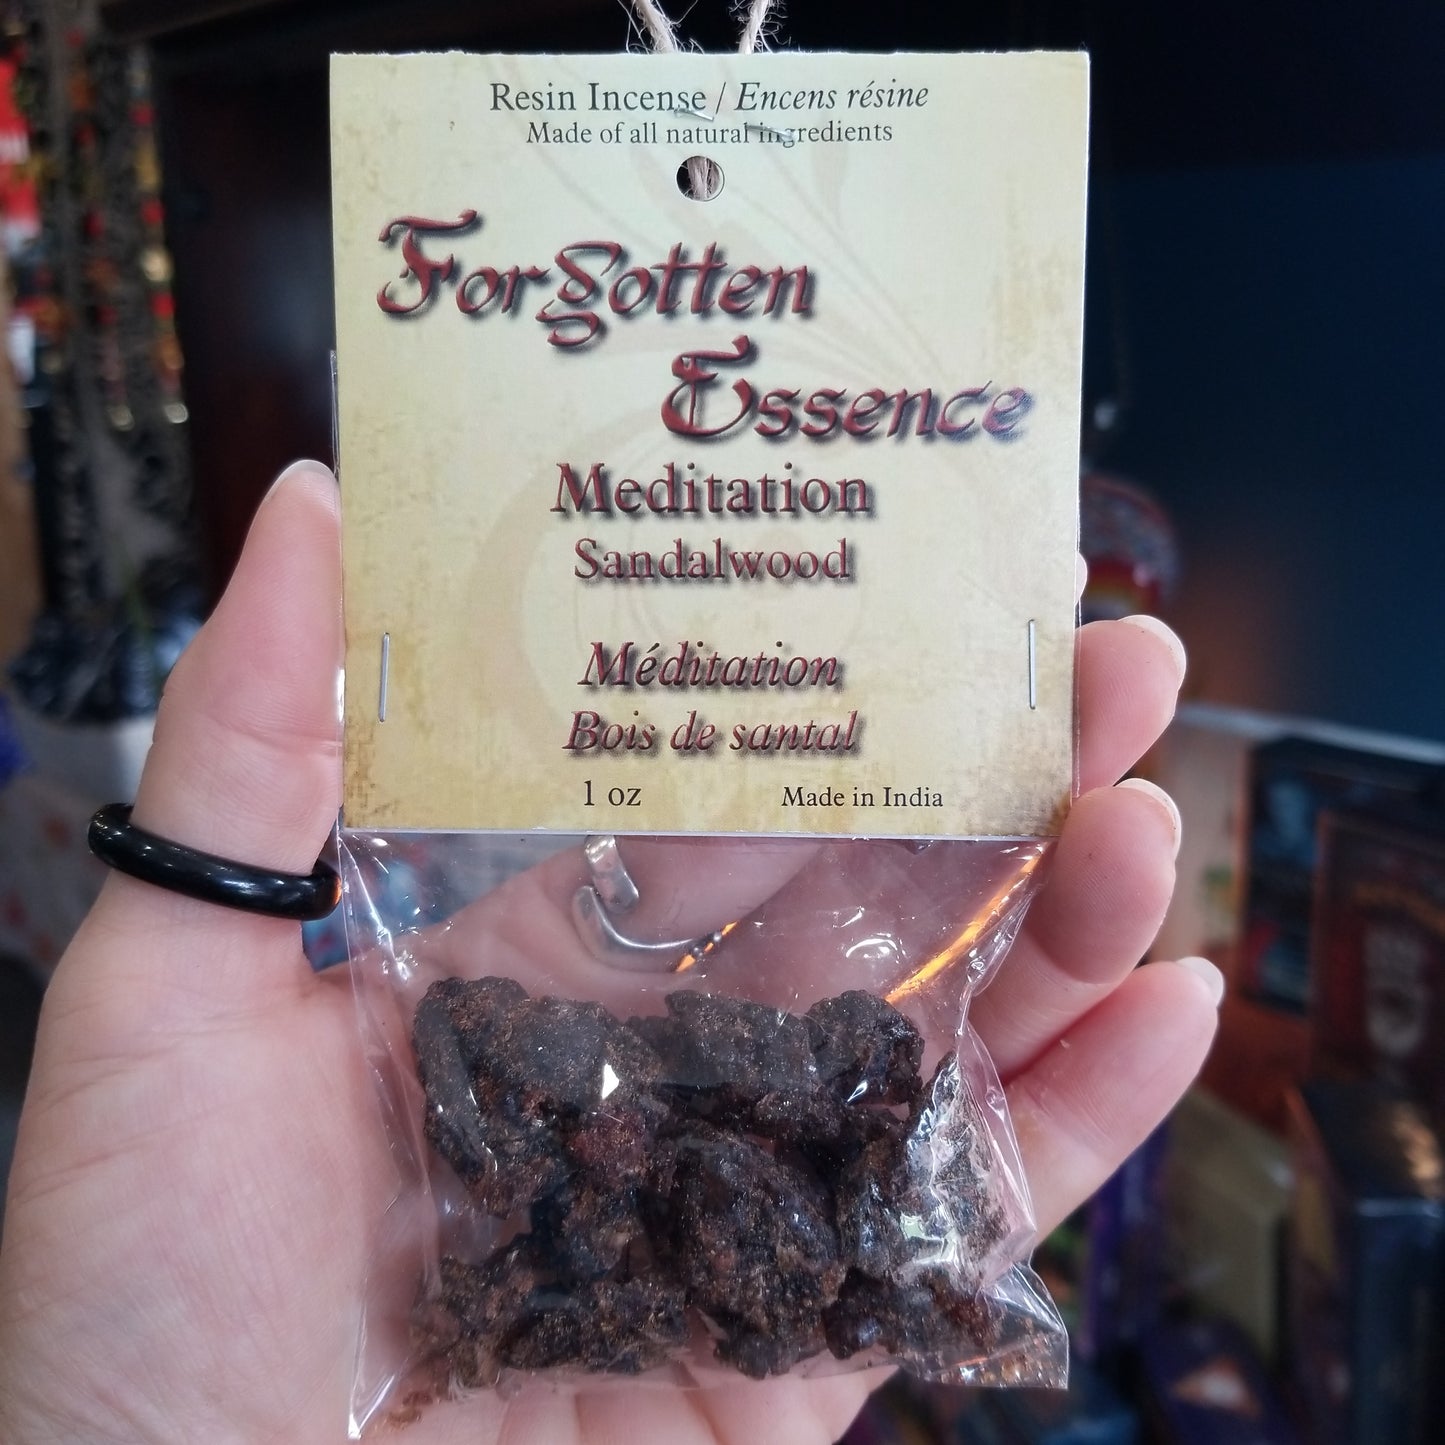 Resin Incense / Encens résine
Made of all natural ingredients
Forgotten
Essence
Meditation
Sandalwood
Méditation
Bois de santal
1 oz Made in India